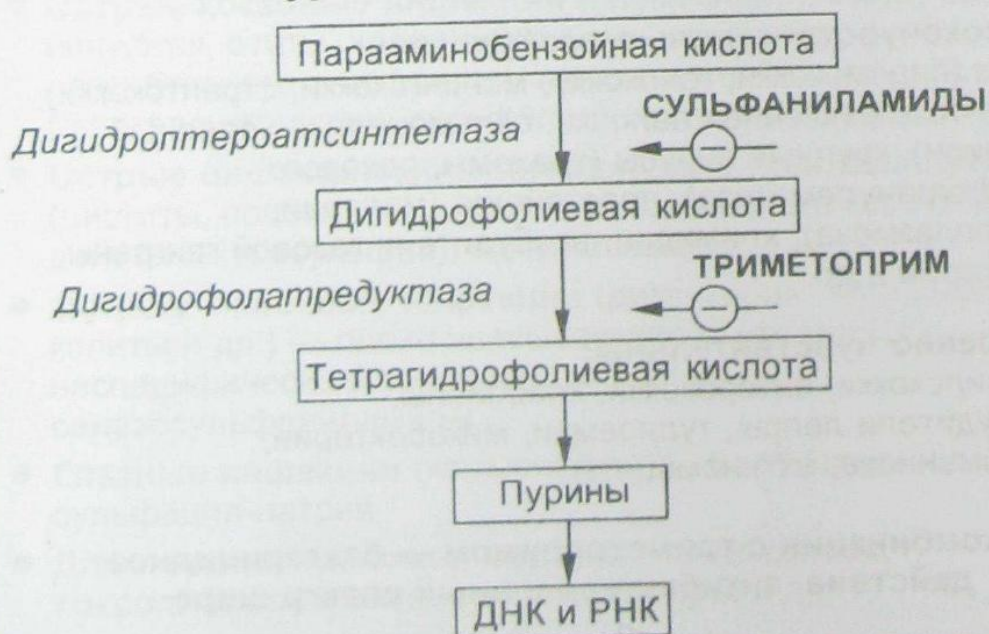 Парааминобензойная кислота
СУЛЬФАНИЛАМИДЫ
Дигидроптероатсинтетаза
−
Дигидрофолиевая кислота
ТРИМЕТОПРИМ
Дигидрофолатредуктаза
−
Тетрагидрофолиевая кислота
Пурины
ДНК и РНК